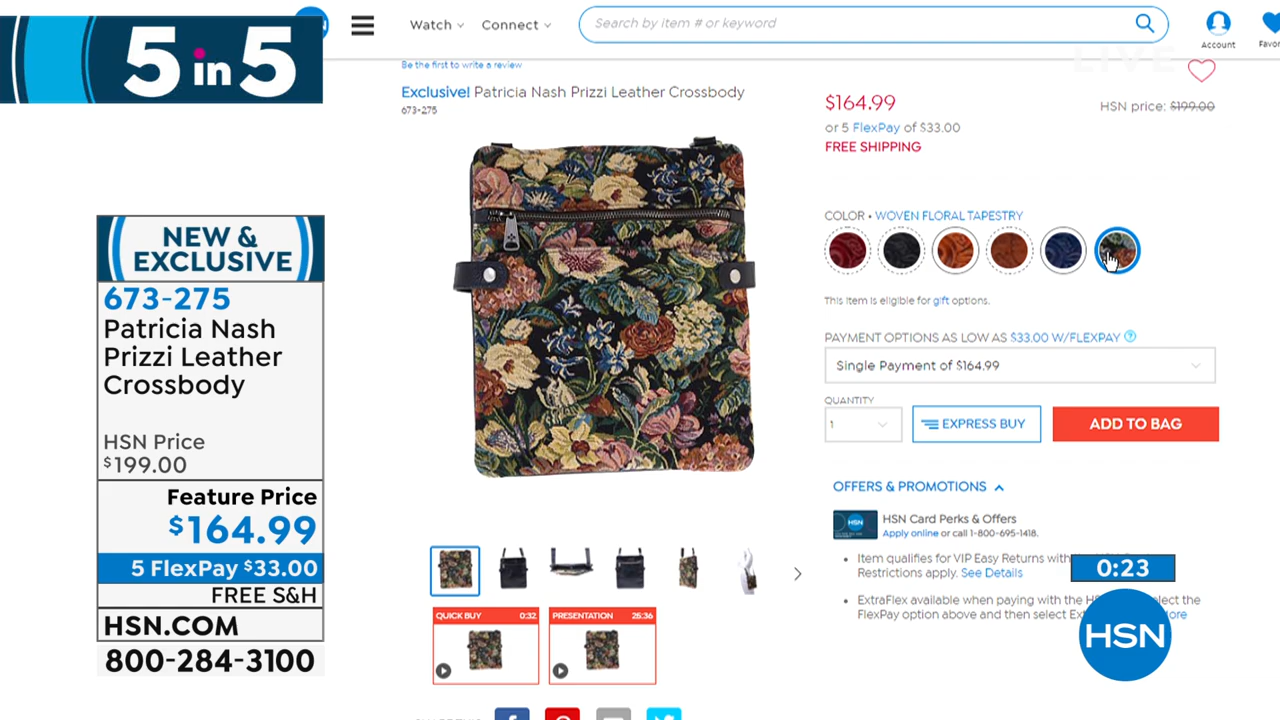 5 in 5
Watch
Connect
Search by item # or keyword
Account
Favor
LIVE
Be the first to write a review
Exclusive! Patricia Nash Prizzi Leather Crossbody
673-275
$164.99
HSN price: $199.00
or 5 FlexPay of $33.00
FREE SHIPPING
COLOR • WOVEN FLORAL TAPESTRY
This item is eligible for gift options.
PAYMENT OPTIONS AS LOW AS $33.00 W/FLEXPAY ?
Single Payment of $164.99
QUANTITY
1
EXPRESS BUY
ADD TO BAG
OFFERS & PROMOTIONS
HSN
HSN Card Perks & Offers
Apply online or call 1-800-695-1418.
• Item qualifies for VIP Easy Returns with
Restrictions apply. See Details
• ExtraFlex available when paying with the elect the
FlexPay option above and then select ore
NEW &
EXCLUSIVE
673-275
Patricia Nash
Prizzi Leather
Crossbody
HSN Price
$199.00
Feature Price
$164.99
5 FlexPay $33.00
FREE S&H
HSN.COM
800-284-3100
QUICK BUY 0:32
PRESENTATION 25:36
0:23
HSN